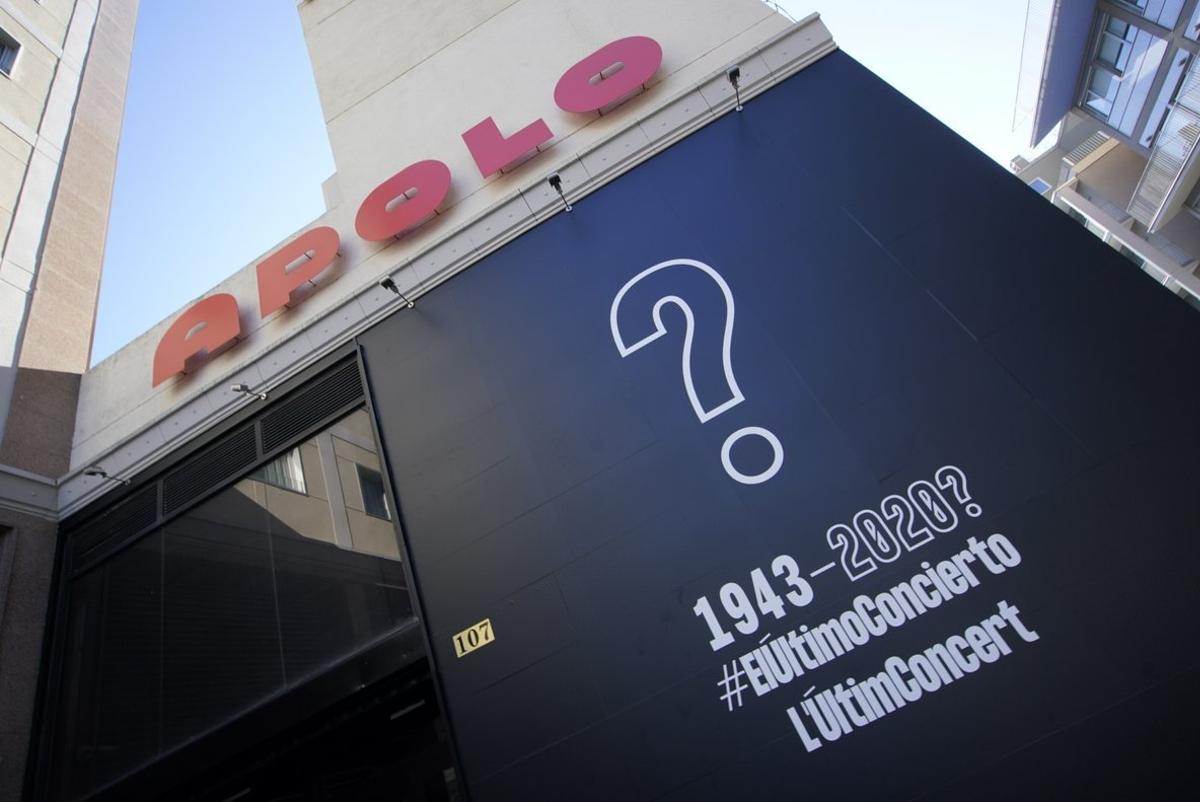 APOLO
?
107
1943–2020?
#ElÚltimoConcierto
L'ÚltimConcert